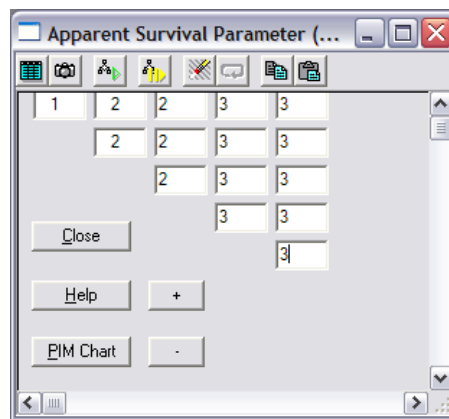 Apparent Survival Parameter (...
1 2 2 3 3
2 2 3 3
2 3 3
3 3
Close
3
Help +
PIM Chart -